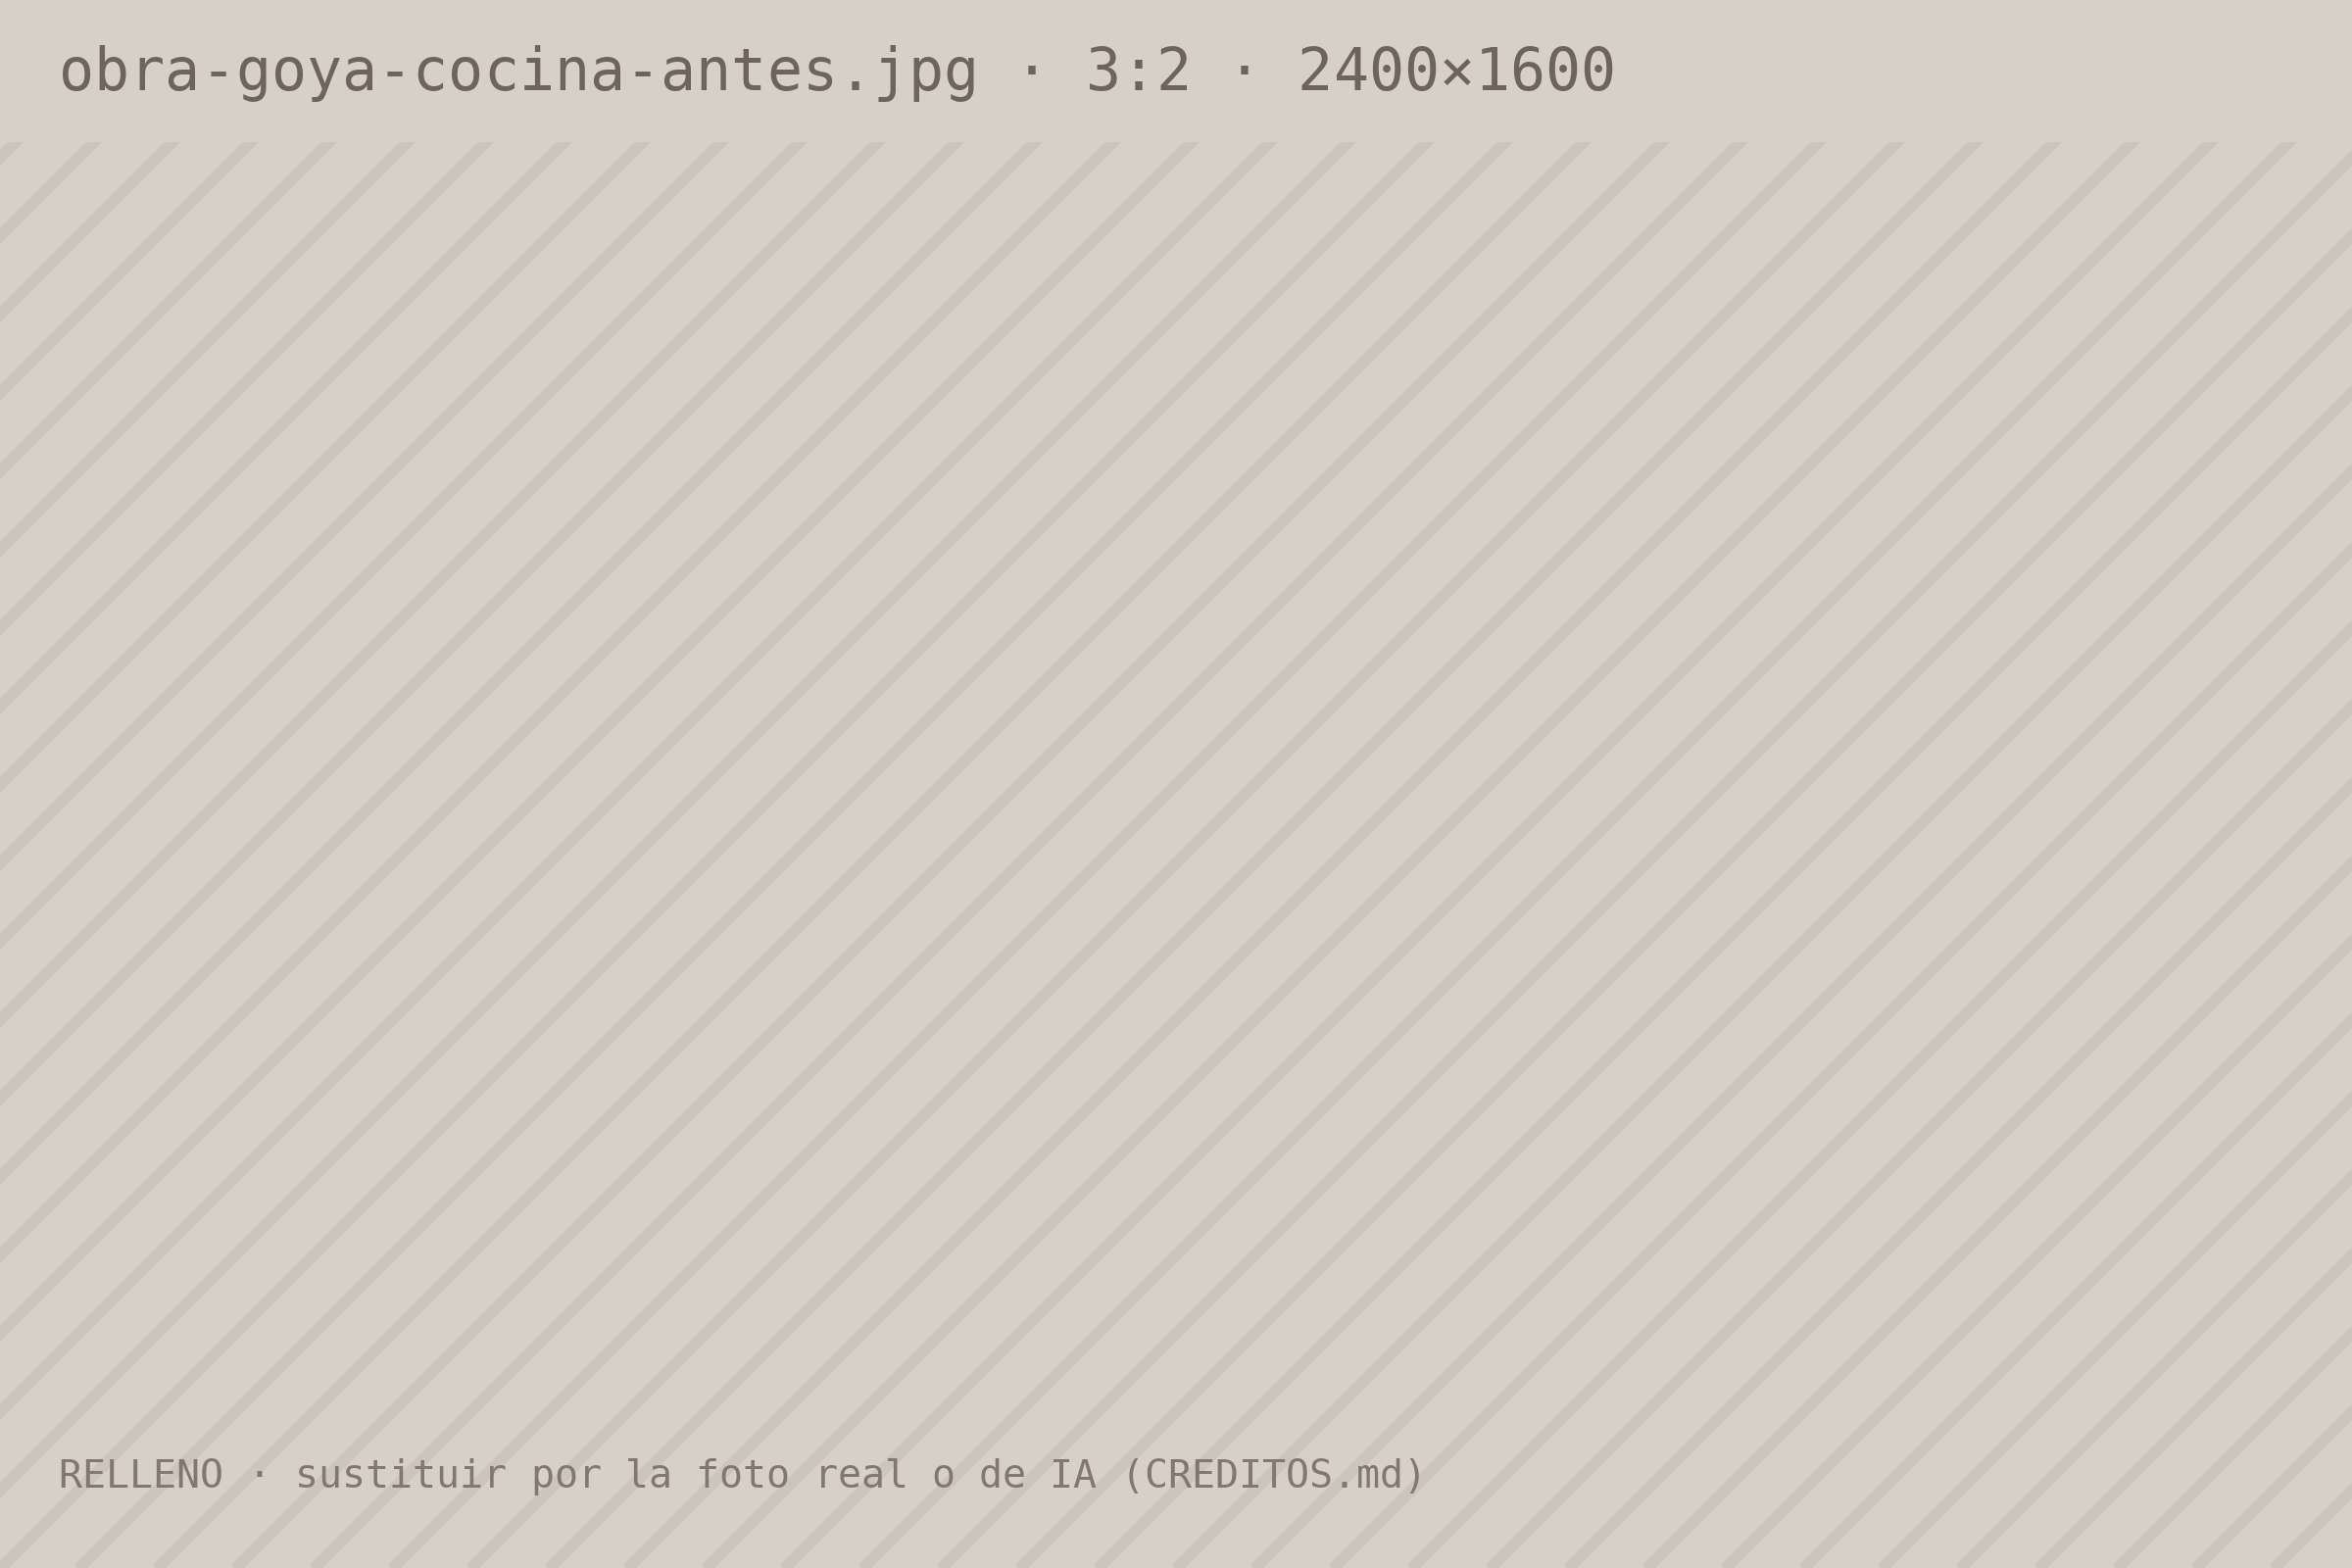 obra-goya-cocina-antes.jpg · 3:2 · 2400×1600
RELLENO · sustituir por la foto real o de IA (CREDITOS.md)